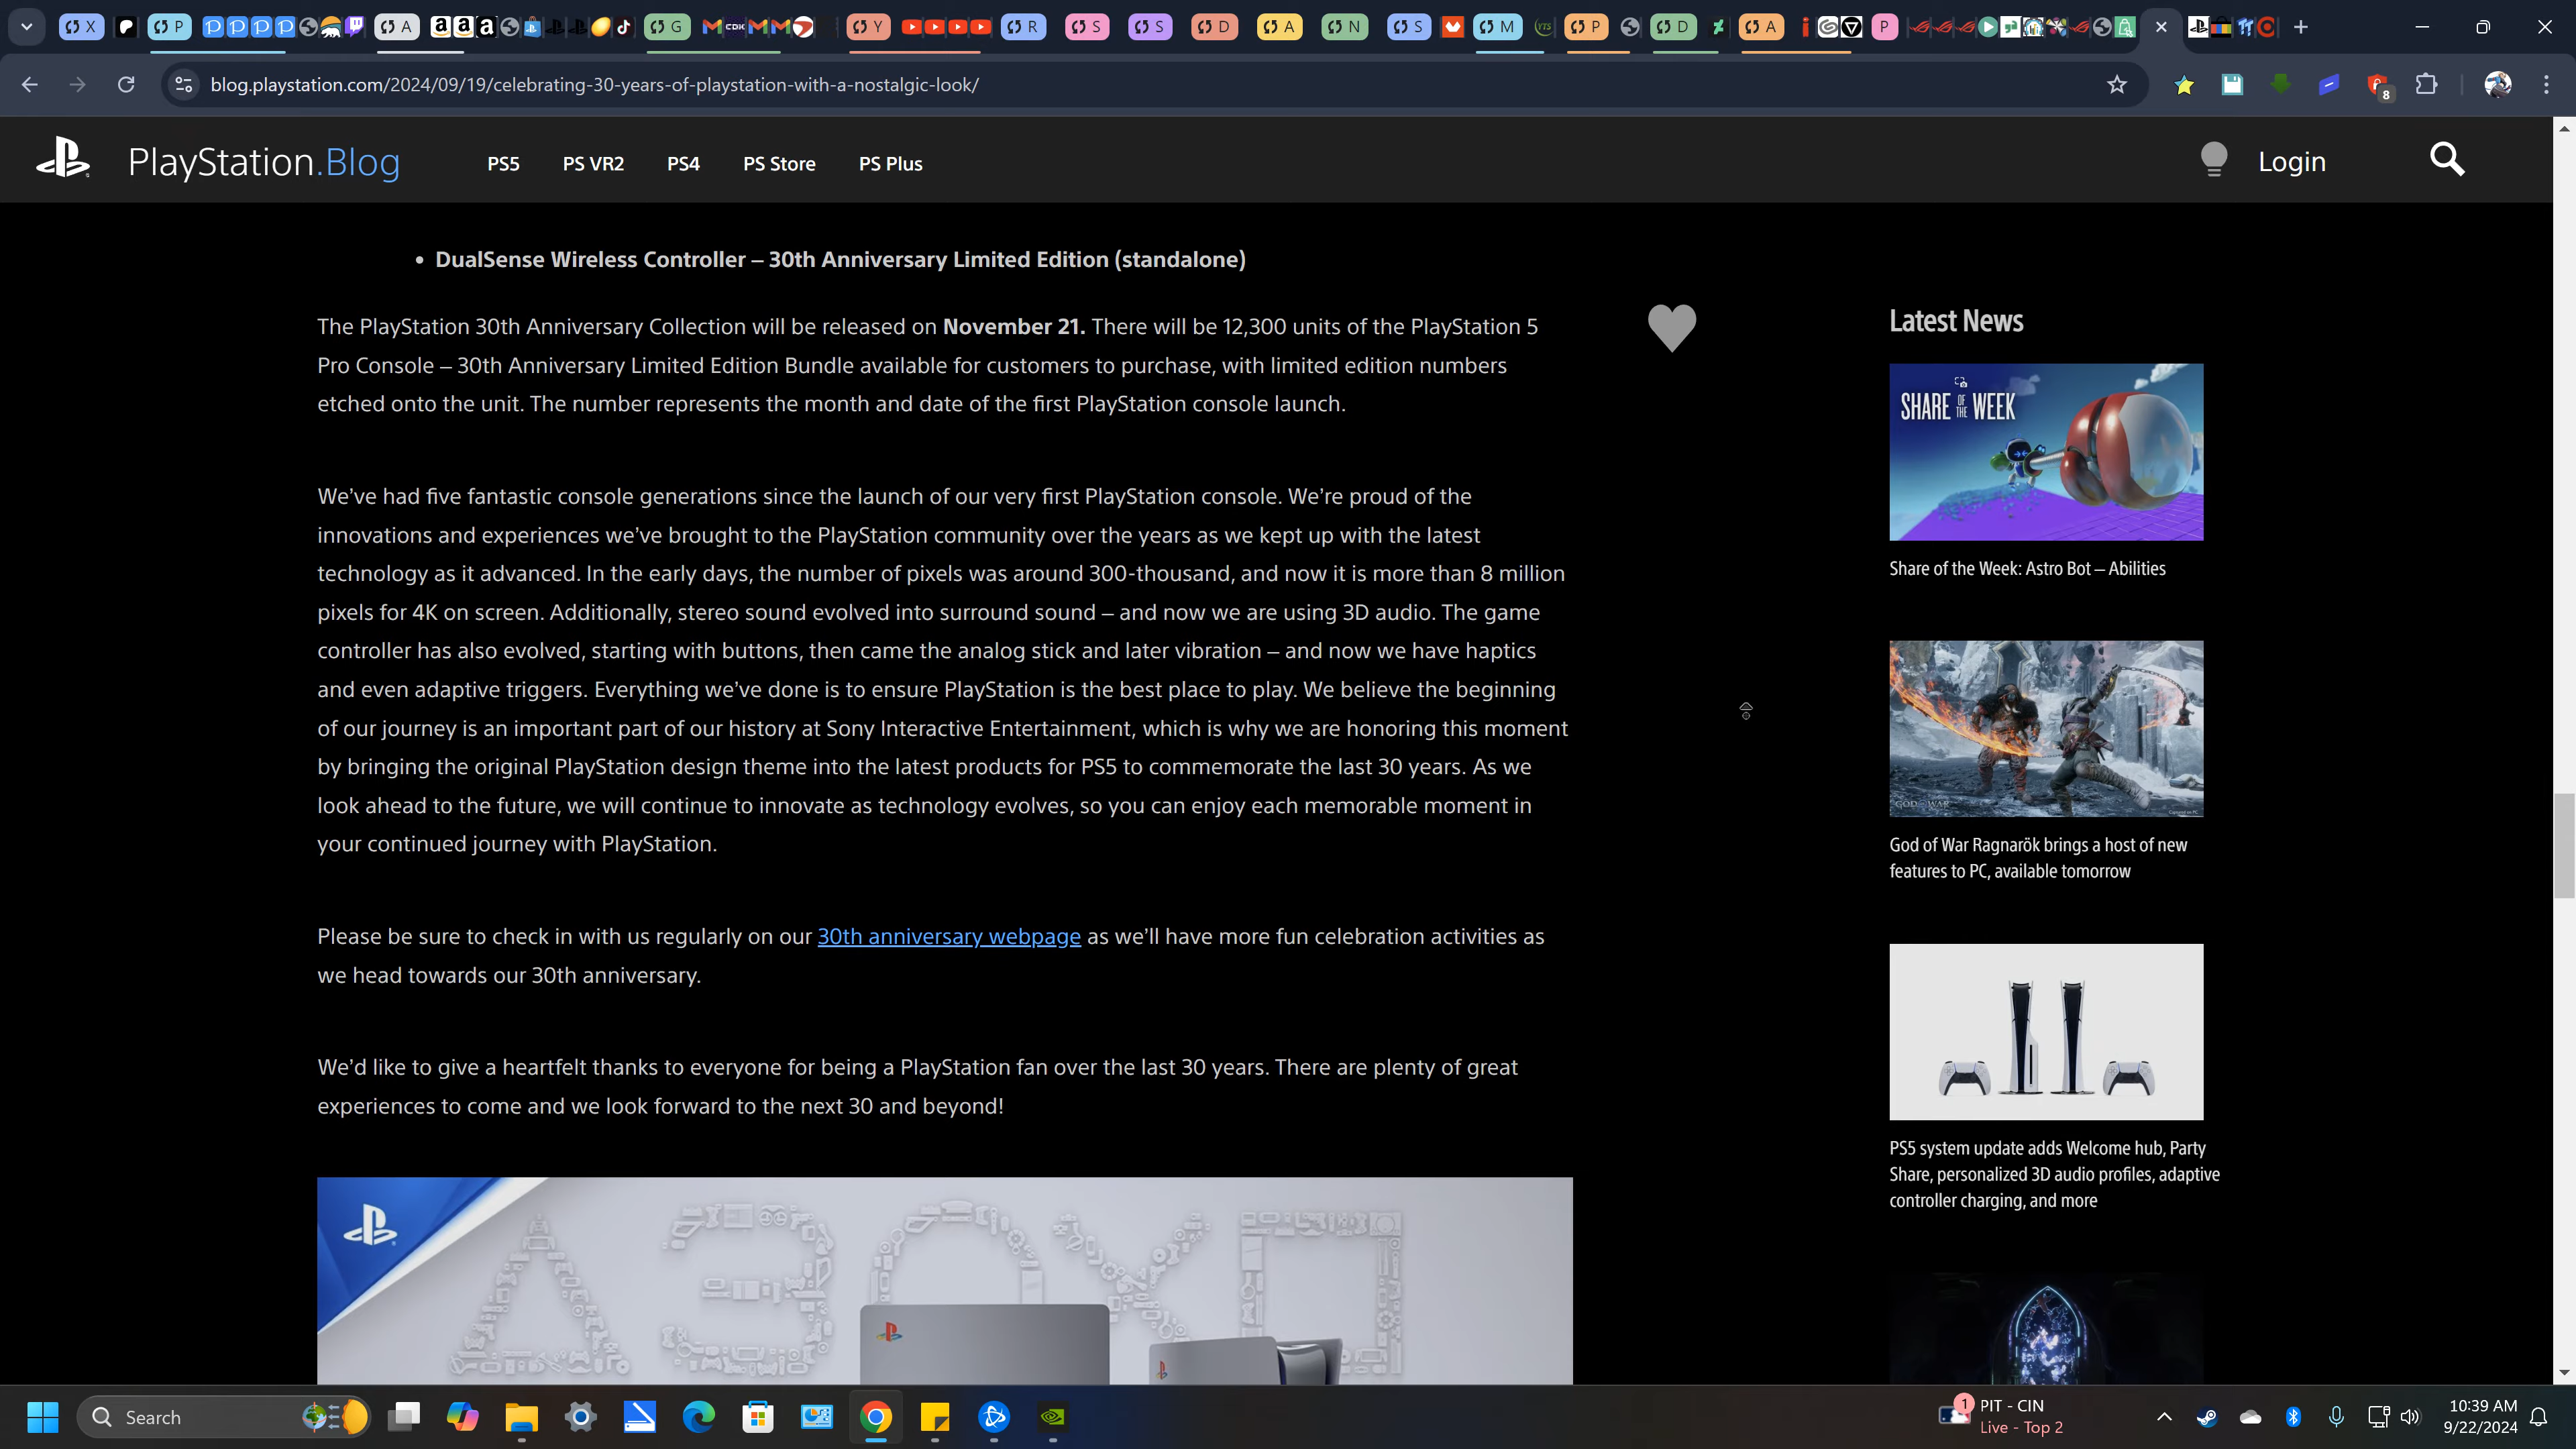 X P A G Y R S S D A N S M P D A P
blog.playstation.com/2024/09/19/celebrating-30-years-of-playstation-with-a-nostalgic-look/
8
PlayStation.Blog PS5 PS VR2 PS4 PS Store PS Plus Login
• DualSense Wireless Controller – 30th Anniversary Limited Edition (standalone)
The PlayStation 30th Anniversary Collection will be released on November 21. There will be 12,300 units of the PlayStation 5
Pro Console – 30th Anniversary Limited Edition Bundle available for customers to purchase, with limited edition numbers
etched onto the unit. The number represents the month and date of the first PlayStation console launch.
We've had five fantastic console generations since the launch of our very first PlayStation console. We're proud of the
innovations and experiences we've brought to the PlayStation community over the years as we kept up with the latest
technology as it advanced. In the early days, the number of pixels was around 300-thousand, and now it is more than 8 million
pixels for 4K on screen. Additionally, stereo sound evolved into surround sound – and now we are using 3D audio. The game
controller has also evolved, starting with buttons, then came the analog stick and later vibration – and now we have haptics
and even adaptive triggers. Everything we've done is to ensure PlayStation is the best place to play. We believe the beginning
of our journey is an important part of our history at Sony Interactive Entertainment, which is why we are honoring this moment
by bringing the original PlayStation design theme into the latest products for PS5 to commemorate the last 30 years. As we
look ahead to the future, we will continue to innovate as technology evolves, so you can enjoy each memorable moment in
your continued journey with PlayStation.
Please be sure to check in with us regularly on our 30th anniversary webpage as we'll have more fun celebration activities as
we head towards our 30th anniversary.
We'd like to give a heartfelt thanks to everyone for being a PlayStation fan over the last 30 years. There are plenty of great
experiences to come and we look forward to the next 30 and beyond!
Latest News
SHARE OF THE WEEK
Share of the Week: Astro Bot – Abilities
GOD OF WAR
Share of the Week
God of War Ragnarök brings a host of new
features to PC, available tomorrow
PS5 system update adds Welcome hub, Party
Share, personalized 3D audio profiles, adaptive
controller charging, and more
Search
1
PIT - CIN
Live - Top 2
10:39 AM
9/22/2024